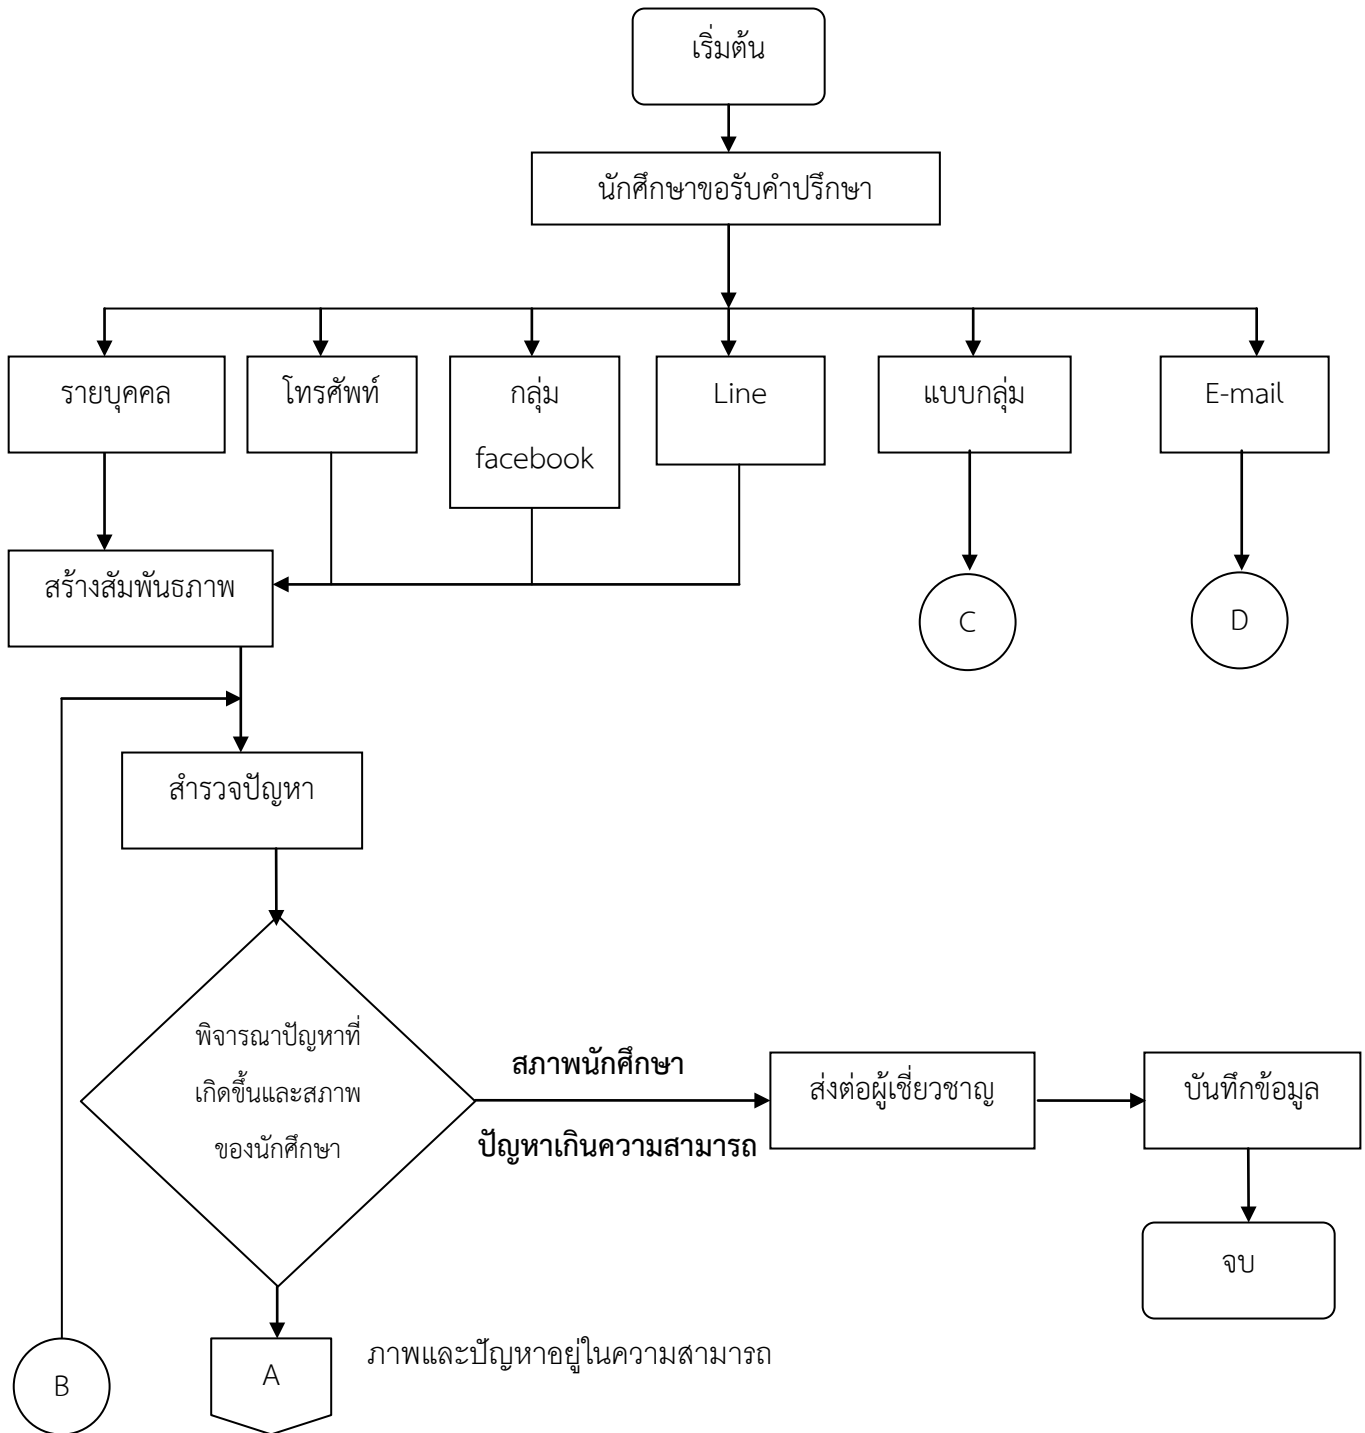 เริ่มต้น
นักศึกษาขอรับคำปรึกษา
รายบุคคล
โทรศัพท์
กลุ่ม
facebook
Line
แบบกลุ่ม
E-mail
สร้างสัมพันธภาพ
C
D
สำรวจปัญหา
พิจารณาปัญหาที่
เกิดขึ้นและสภาพ
ของนักศึกษา
สภาพนักศึกษา
ปัญหาเกินความสามารถ
ส่งต่อผู้เชี่ยวชาญ
บันทึกข้อมูล
จบ
B
A
ภาพและปัญหาอยู่ในความสามารถ